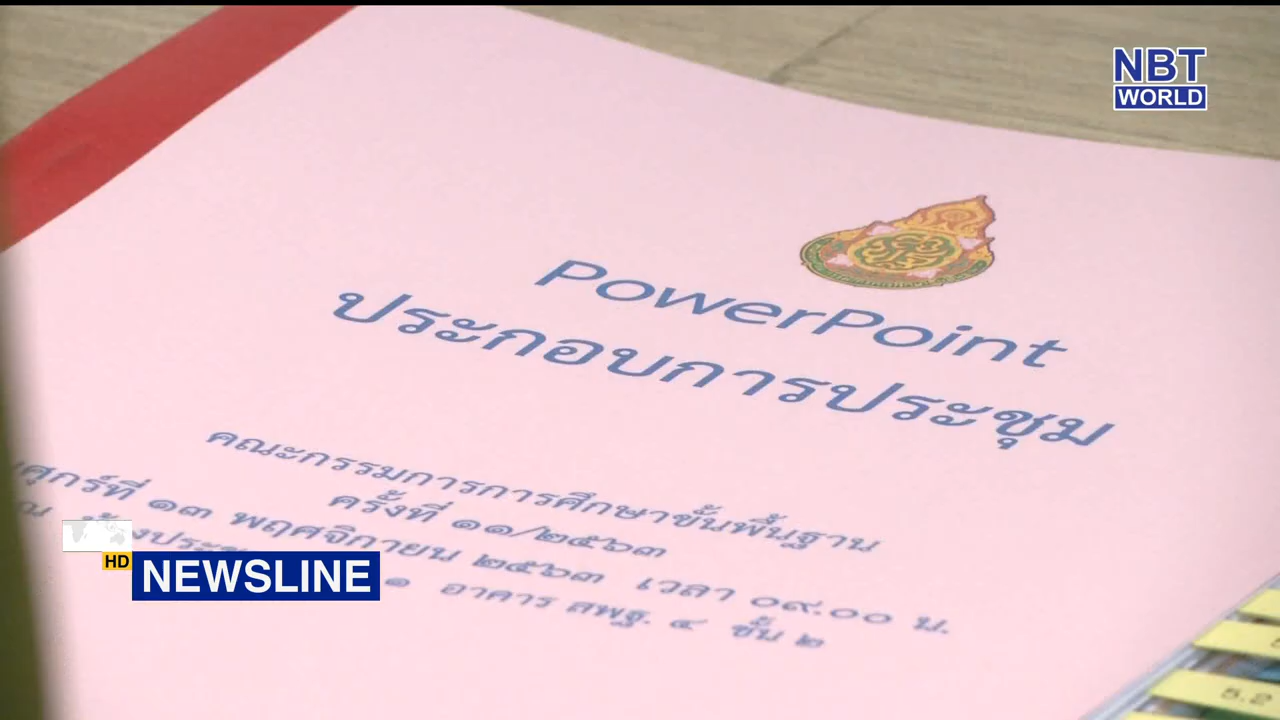 NBT
WORLD
PowerPoint
ประกอบการประชุม
คณะกรรมการการศึกษาขั้นพื้นฐาน
ครั้งที่ ๑๑/๒๕๖๓
ศุกร์ที่ ๑๓ พฤศจิกายน ๒๕๖๓ เวลา ๐๙.๐๐ น.
๑ อาคาร สพฐ. ๔ ชั้น ๒
HD
NEWSLINE
5.2